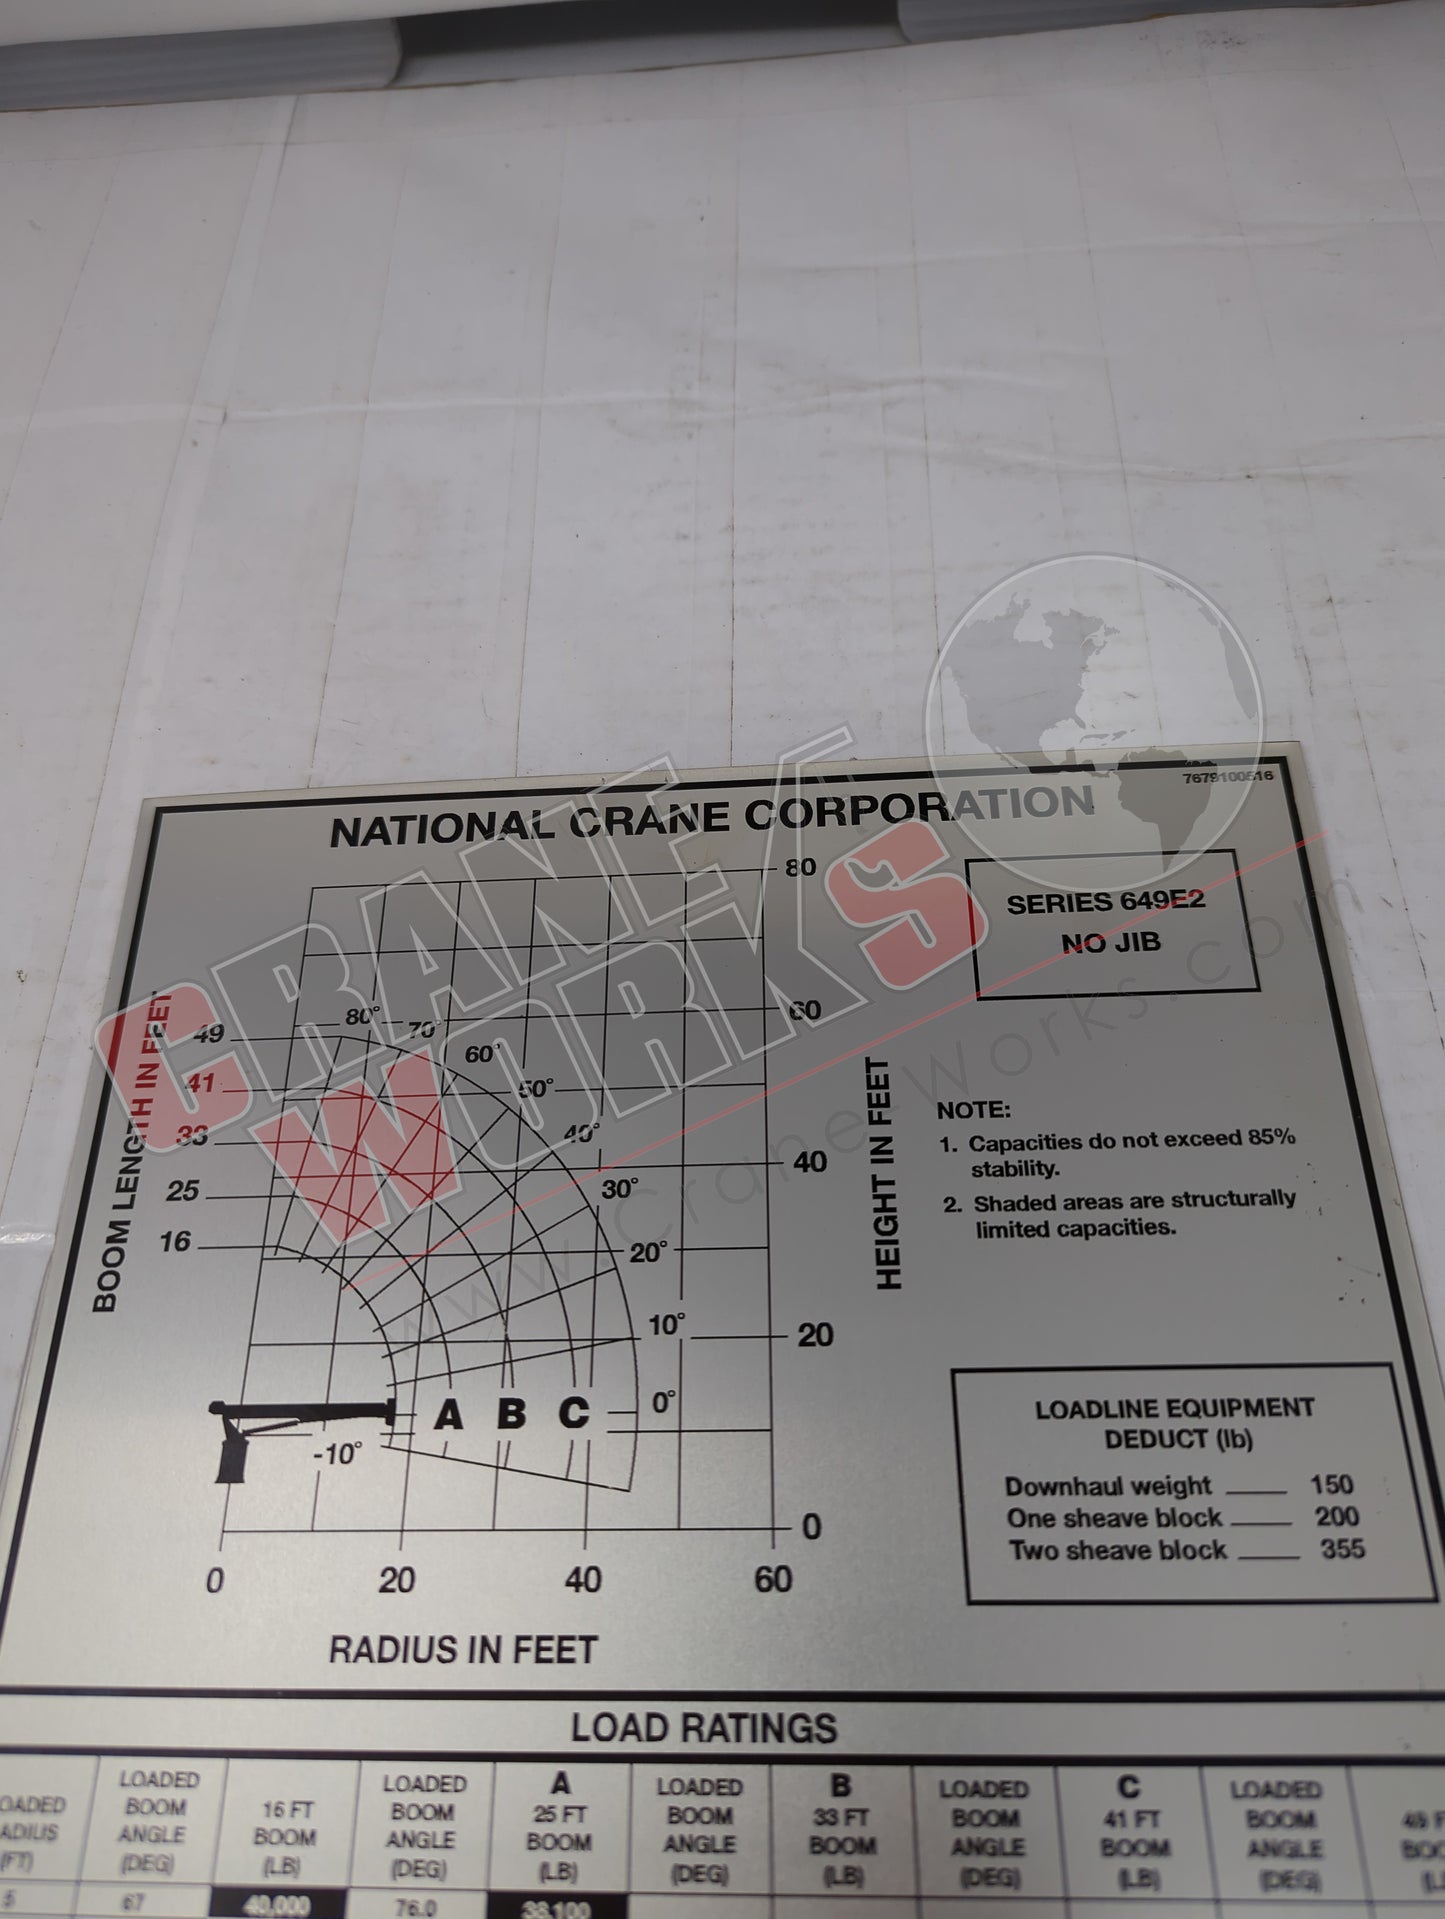 7679100516
NATIONAL CRANE CORPORATION
SERIES 649E2
NO JIB
80
60
40
20
0
HEIGHT IN FEET
BOOM LENGTH IN FEET
49
41
33
25
16
80°
70°
60°
50°
40°
30°
20°
10°
0°
-10°
A B C
0 20 40 60
RADIUS IN FEET
NOTE:
1. Capacities do not exceed 85%
stability.
2. Shaded areas are structurally
limited capacities.
LOADLINE EQUIPMENT
DEDUCT (lb)
Downhaul weight 150
One sheave block 200
Two sheave block 355
CRANE
WORKS
www.Crane-Works.com
LOAD RATINGS
LOADED
BOOM
ANGLE
(DEG)
16 FT
BOOM
(LB)
LOADED
BOOM
ANGLE
(DEG)
A
25 FT
BOOM
(LB)
LOADED
BOOM
ANGLE
(DEG)
B
33 FT
BOOM
(LB)
LOADED
BOOM
ANGLE
(DEG)
C
41 FT
BOOM
(LB)
LOADED
BOOM
ANGLE
(DEG)
5 67 40,000 76.0 38,100